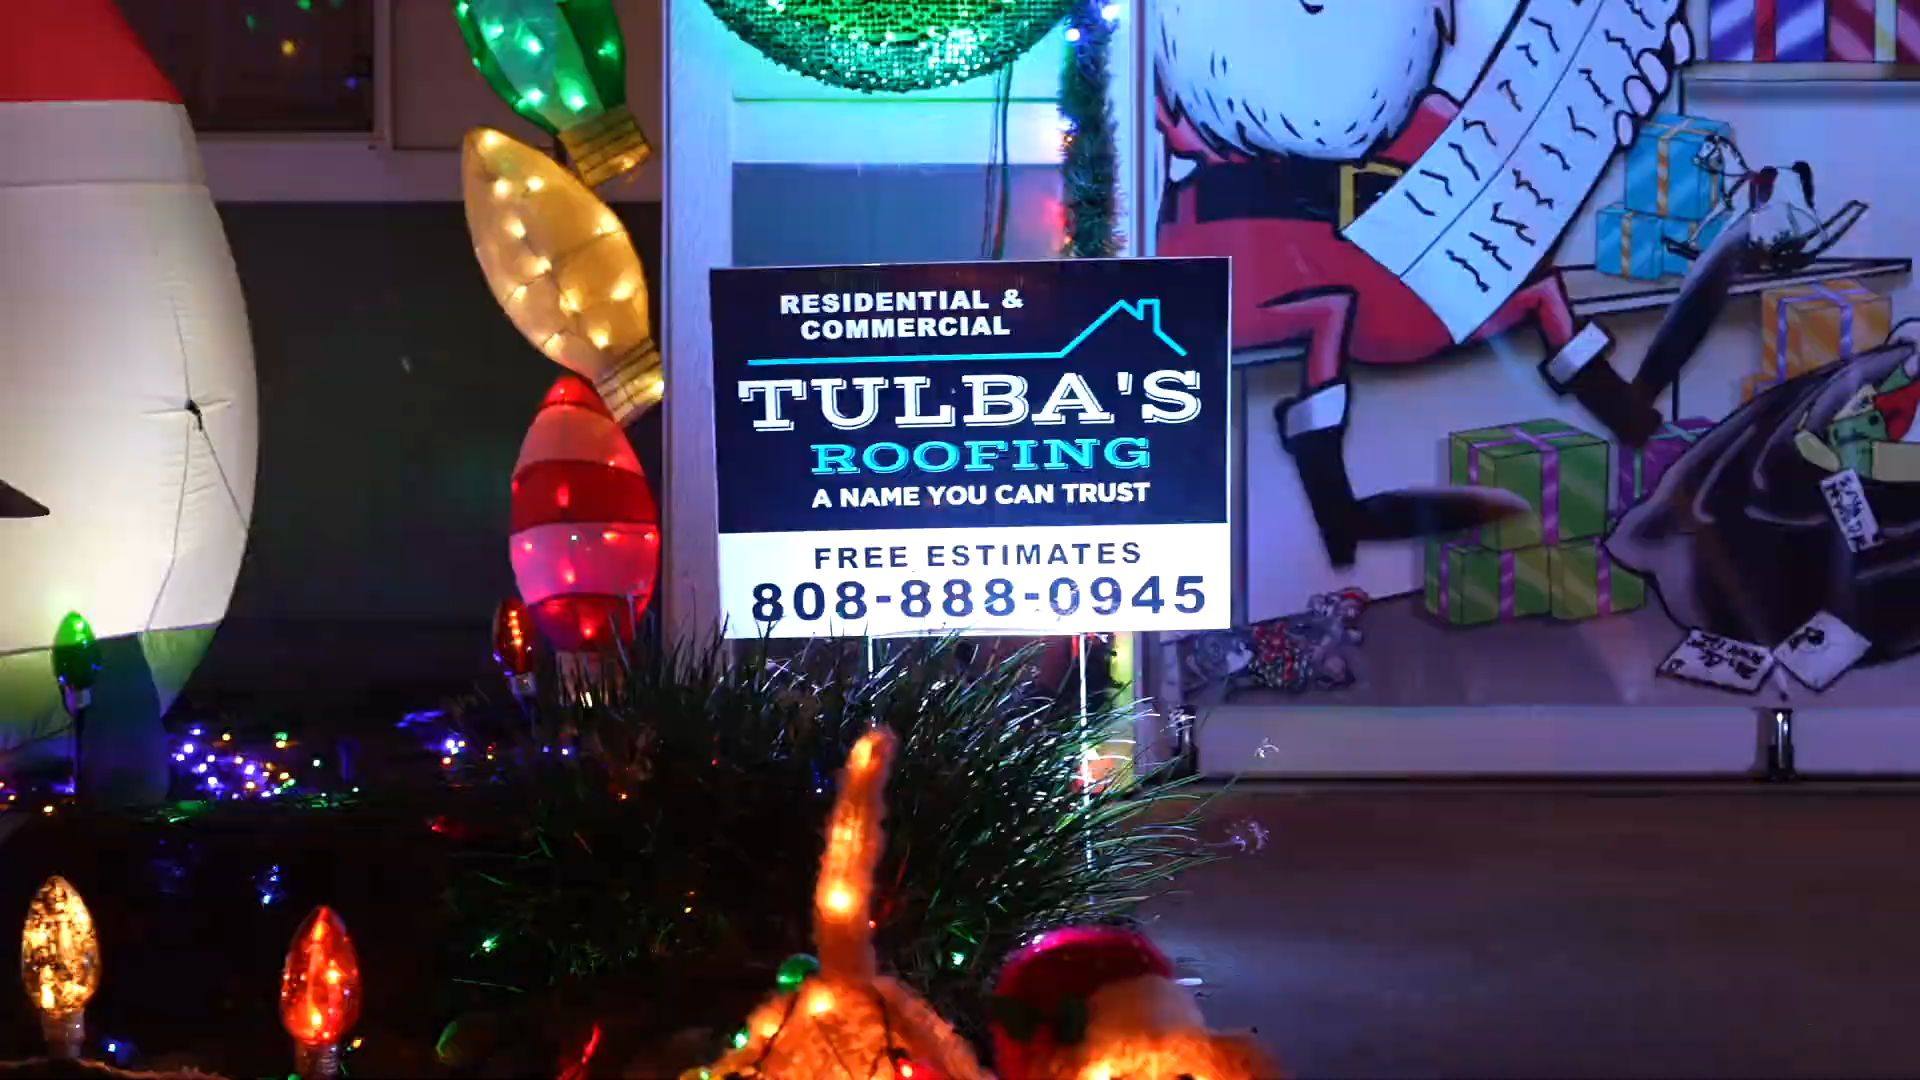 RESIDENTIAL &
COMMERCIAL
TULBA'S
ROOFING
A NAME YOU CAN TRUST
FREE ESTIMATES
808-888-0945